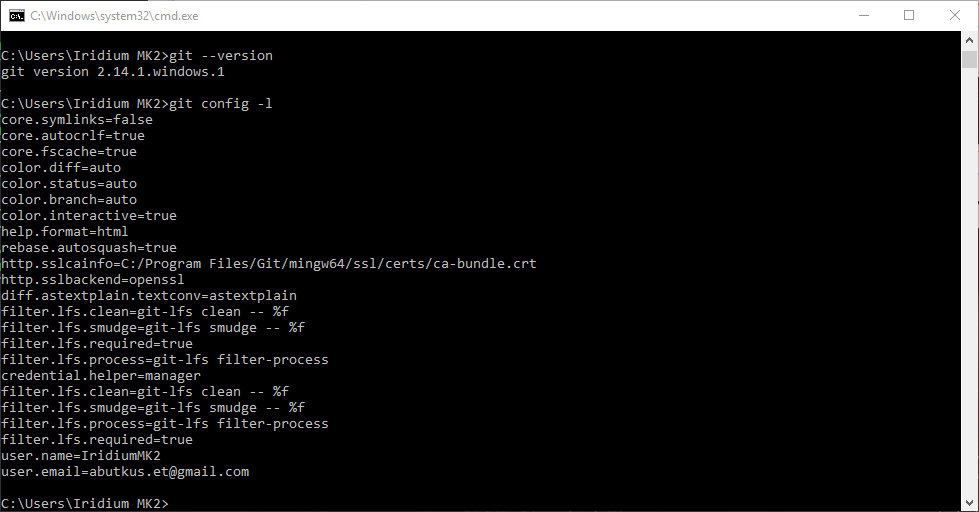 C:\Windows\system32\cmd.exe
C:\Users\Iridium MK2>git --version
git version 2.14.1.windows.1
C:\Users\Iridium MK2>git config -l
core.symlinks=false
core.autocrlf=true
core.fscache=true
color.diff=auto
color.status=auto
color.branch=auto
color.interactive=true
help.format=html
rebase.autosquash=true
http.sslcainfo=C:/Program Files/Git/mingw64/ssl/certs/ca-bundle.crt
http.sslbackend=openssl
diff.astextplain.textconv=astextplain
filter.lfs.clean=git-lfs clean -- %f
filter.lfs.smudge=git-lfs smudge -- %f
filter.lfs.required=true
filter.lfs.process=git-lfs filter-process
credential.helper=manager
filter.lfs.clean=git-lfs clean -- %f
filter.lfs.smudge=git-lfs smudge -- %f
filter.lfs.process=git-lfs filter-process
filter.lfs.required=true
user.name=IridiumMK2
user.email=abutkus.et@gmail.com
C:\Users\Iridium MK2>